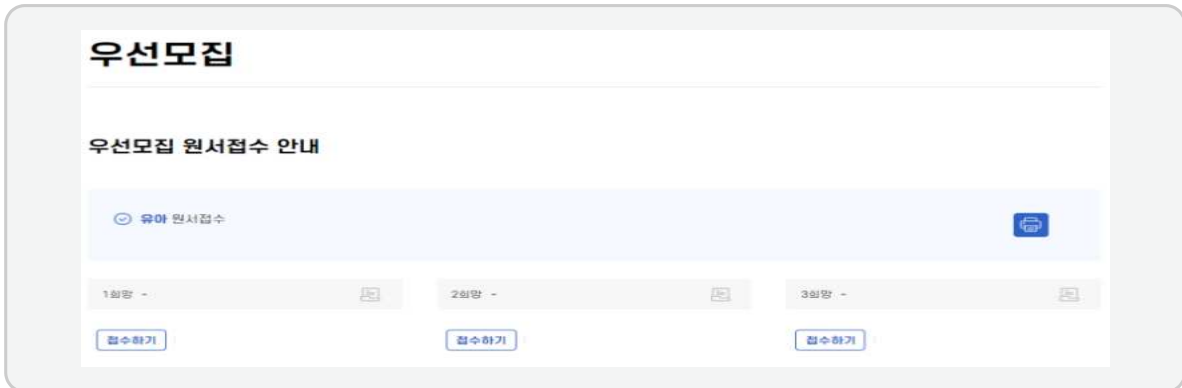 우선모집
우선모집 원서접수 안내
유아 원서접수
1희망 -
2희망 -
3희망 -
접수하기
접수하기
접수하기